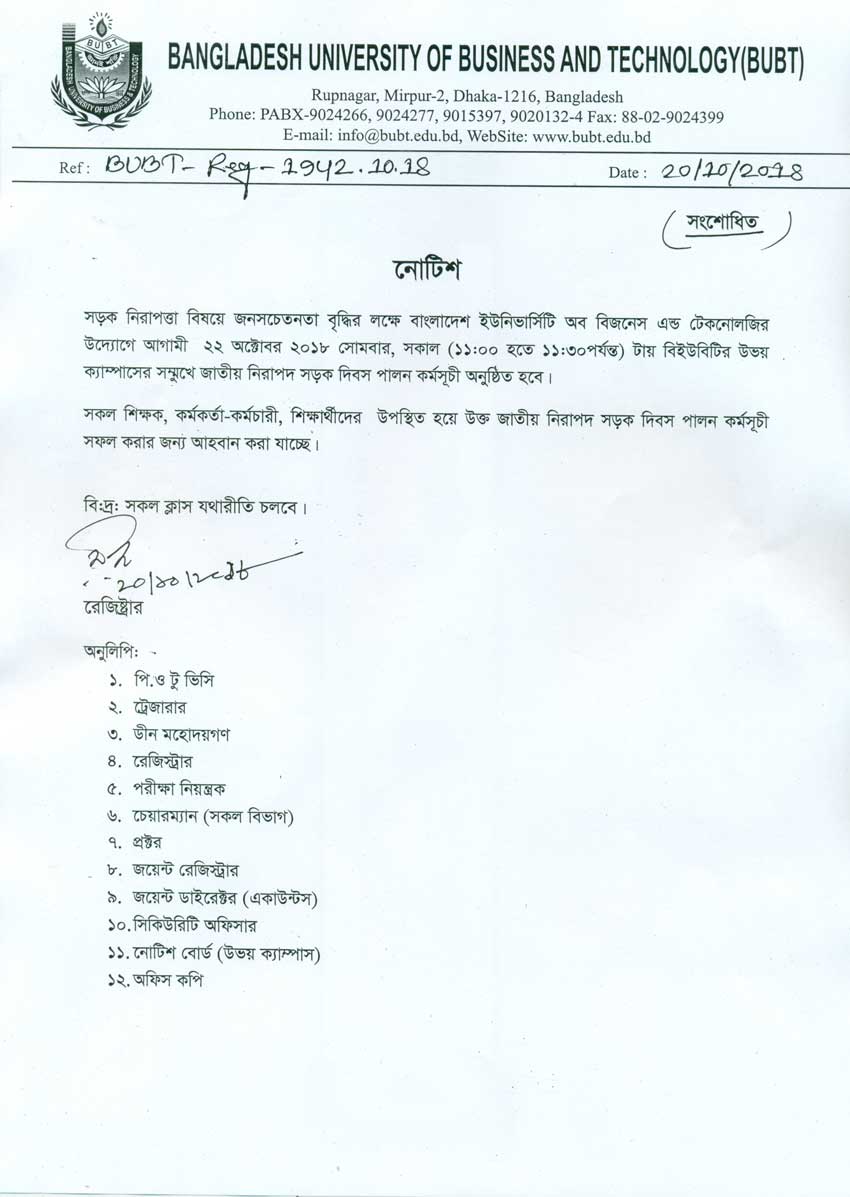 BUBT
BANGLADESH UNIVERSITY OF BUSINESS & TECHNOLOGY
BANGLADESH UNIVERSITY OF BUSINESS AND TECHNOLOGY(BUBT)
Rupnagar, Mirpur-2, Dhaka-1216, Bangladesh
Phone: PABX-9024266, 9024277, 9015397, 9020132-4 Fax: 88-02-9024399
E-mail: info@bubt.edu.bd, WebSite: www.bubt.edu.bd
Ref : BUBT- Reg - 1942.10.18 Date : 20/10/2018
(সংশোধিত)
নোটিশ
সড়ক নিরাপত্তা বিষয়ে জনসচেতনতা বৃদ্ধির লক্ষে বাংলাদেশ ইউনিভার্সিটি অব বিজনেস এন্ড টেকনোলজির
উদ্যোগে আগামী ২২ অক্টোবর ২০১৮ সোমবার, সকাল (১১:০০ হতে ১১:৩০পর্যন্ত) টায় বিইউবিটির উভয়
ক্যাম্পাসের সম্মুখে জাতীয় নিরাপদ সড়ক দিবস পালন কর্মসূচী অনুষ্ঠিত হবে।
সকল শিক্ষক, কর্মকর্তা-কর্মচারী, শিক্ষার্থীদের উপস্থিত হয়ে উক্ত জাতীয় নিরাপদ সড়ক দিবস পালন কর্মসূচী
সফল করার জন্য আহবান করা যাচ্ছে।
বি:দ্র: সকল ক্লাস যথারীতি চলবে।
রেজিষ্ট্রার
অনুলিপি: -
১. পি.ও টু ভিসি
২. ট্রেজারার
৩. ডীন মহোদয়গণ
৪. রেজিস্ট্রার
৫. পরীক্ষা নিয়ন্ত্রক
৬. চেয়ারম্যান (সকল বিভাগ)
৭. প্রক্টর
৮. জয়েন্ট রেজিস্ট্রার
৯. জয়েন্ট ডাইরেক্টর (একাউন্টস)
১০. সিকিউরিটি অফিসার
১১. নোটিশ বোর্ড (উভয় ক্যাম্পাস)
১২. অফিস কপি